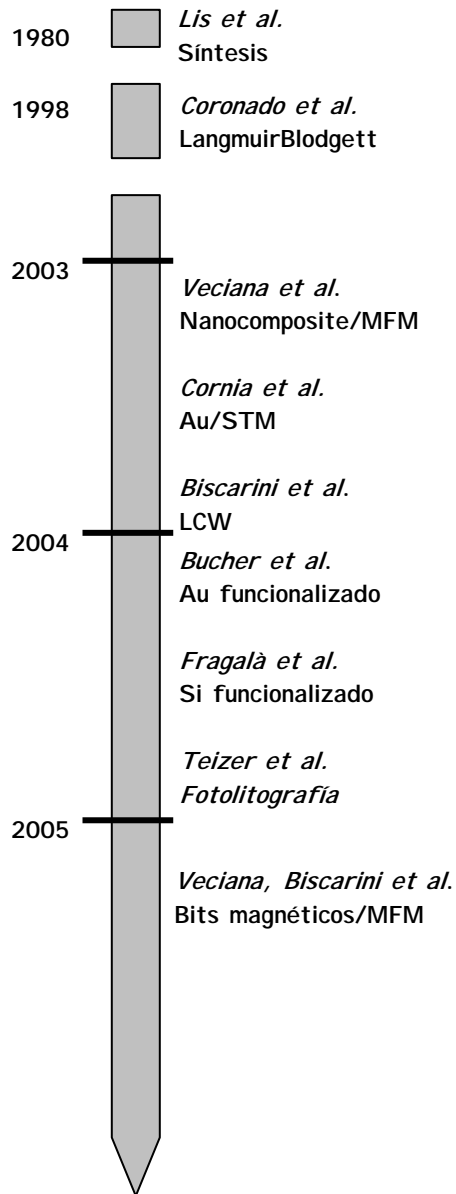 1980
Lis et al.
Síntesis
1998
Coronado et al.
LangmuirBlodgett
2003
Veciana et al.
Nanocomposite/MFM
Cornia et al.
Au/STM
Biscarini et al.
LCW
2004
Bucher et al.
Au funcionalizado
Fragalà et al.
Si funcionalizado
Teizer et al.
Fotolitografía
2005
Veciana, Biscarini et al.
Bits magnéticos/MFM